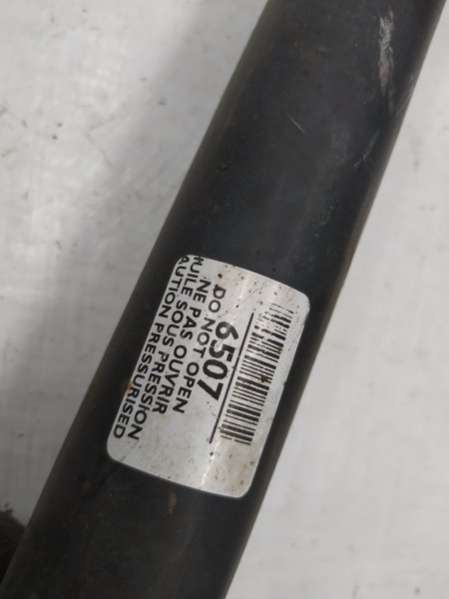 6507
DO NOT OPEN
NE PAS OUVRIR
HUILE SOUS PRESSION
CAUTION PRESSURISED